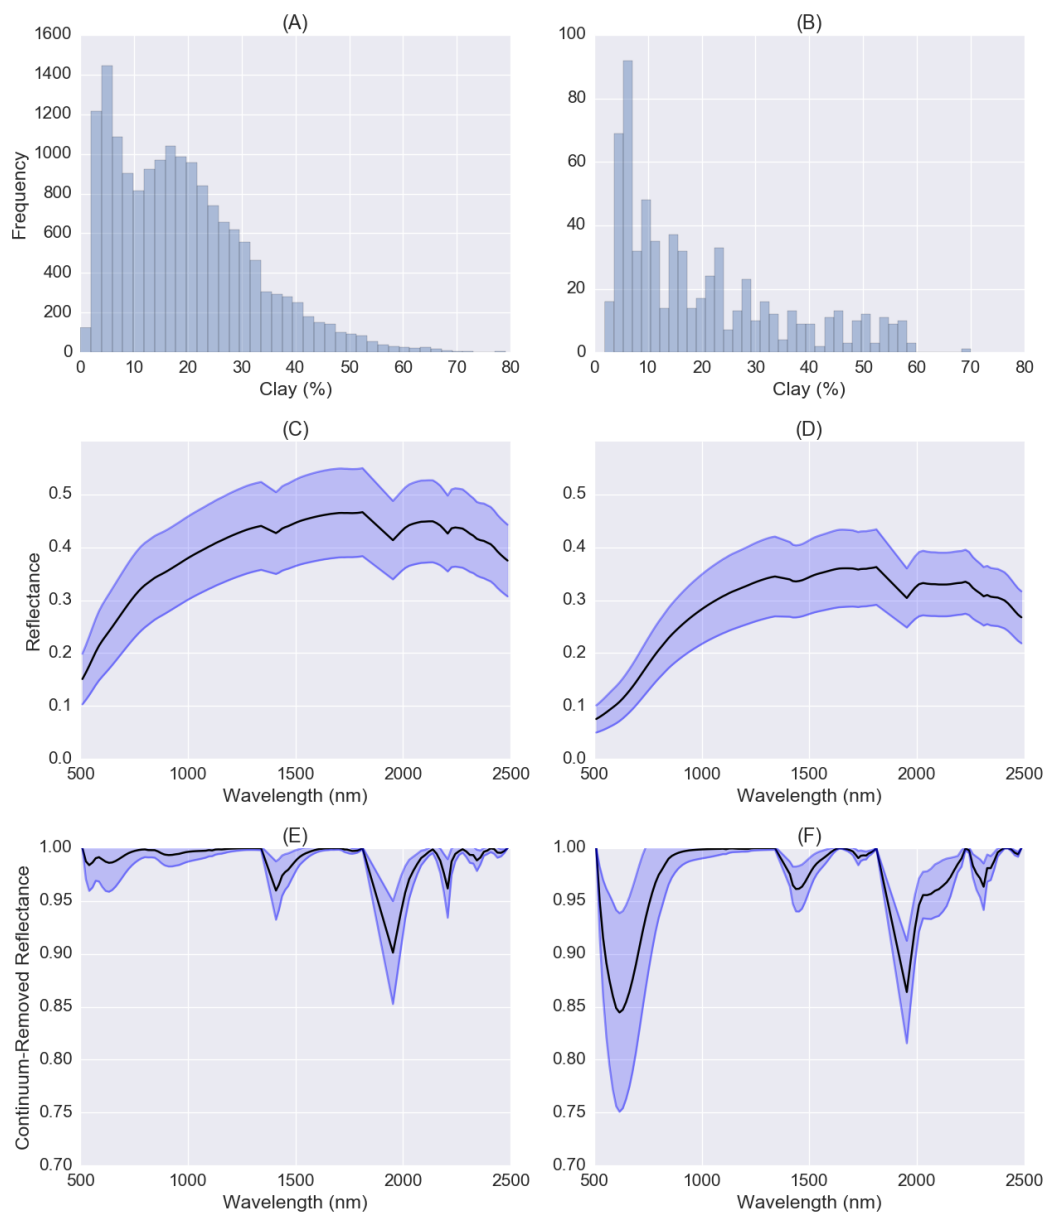 (A)
1600
1400
1200
1000
800
600
400
200
0
Frequency
0 10 20 30 40 50 60 70 80
Clay (%)
(B)
100
80
60
40
20
0
0 10 20 30 40 50 60 70 80
Clay (%)
(C)
0.5
0.4
0.3
0.2
0.1
0.0
Reflectance
500 1000 1500 2000 2500
Wavelength (nm)
(D)
0.5
0.4
0.3
0.2
0.1
0.0
500 1000 1500 2000 2500
Wavelength (nm)
(E)
1.00
0.95
0.90
0.85
0.80
0.75
0.70
Continuum-Removed Reflectance
500 1000 1500 2000 2500
Wavelength (nm)
(F)
1.00
0.95
0.90
0.85
0.80
0.75
0.70
500 1000 1500 2000 2500
Wavelength (nm)